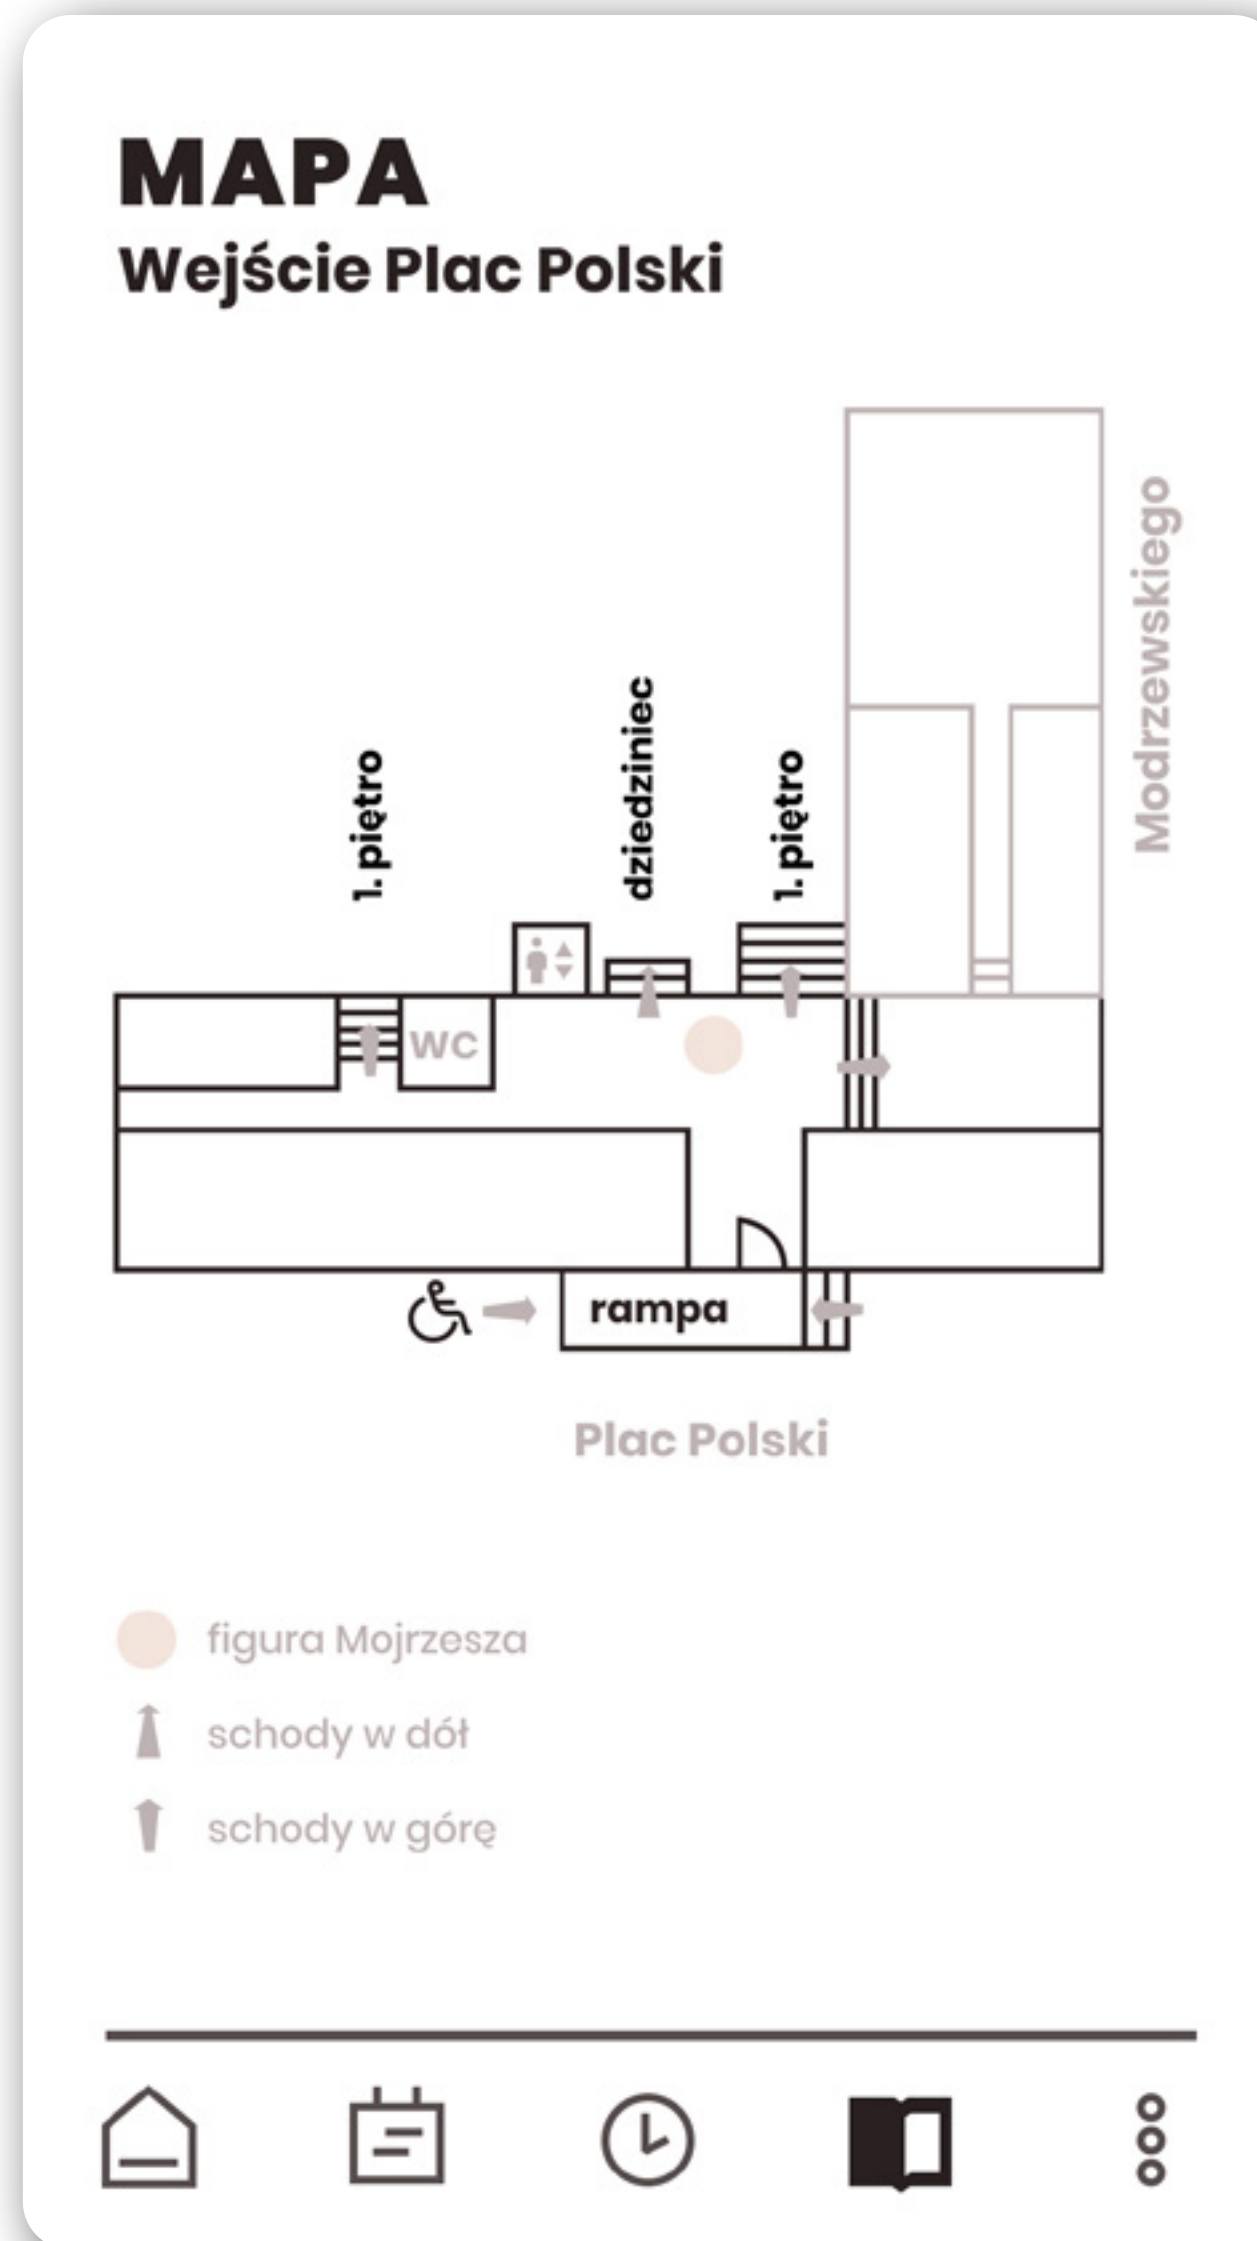 MAPA
Wejście Plac Polski
Modrzewskiego
1. piętro
dziedziniec
1. piętro
WC
rampa
Plac Polski
figura Mojrzesza
schody w dół
schody w górę